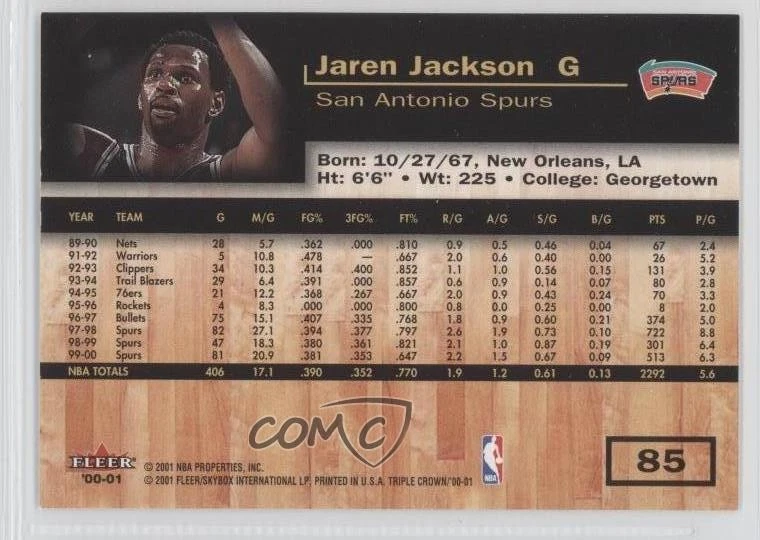 Jaren Jackson G
San Antonio Spurs
SAN ANTONIO
SPURS
Born: 10/27/67, New Orleans, LA
Ht: 6'6" • Wt: 225 • College: Georgetown
YEAR TEAM G M/G FG% 3FG% FT% R/G A/G S/G B/G PTS P/G
89-90 Nets 28 5.7 .362 .000 .810 0.9 0.5 0.46 0.04 67 2.4
91-92 Warriors 5 10.8 .478 — .667 2.0 0.6 0.40 0.00 26 5.2
92-93 Clippers 34 10.3 .414 .400 .852 1.1 1.0 0.56 0.15 131 3.9
93-94 Trail Blazers 29 6.4 .391 .000 .857 0.6 0.9 0.14 0.07 80 2.8
94-95 76ers 21 12.2 .368 .267 .667 2.0 0.9 0.43 0.24 70 3.3
95-96 Rockets 4 8.3 .000 .000 .800 0.8 0.0 0.25 0.00 8 2.0
96-97 Bullets 75 15.1 .407 .335 .768 1.8 0.9 0.60 0.21 374 5.0
97-98 Spurs 82 27.1 .394 .377 .797 2.6 1.9 0.73 0.10 722 8.8
98-99 Spurs 47 18.3 .380 .361 .821 2.1 1.0 0.87 0.19 301 6.4
99-00 Spurs 81 20.9 .381 .353 .647 2.2 1.5 0.67 0.09 513 6.3
NBA TOTALS 406 17.1 .390 .352 .770 1.9 1.2 0.61 0.13 2292 5.6
COMC
FLEER
'00-01
© 2001 NBA PROPERTIES, INC.
© 2001 FLEER/SKYBOX INTERNATIONAL LP. PRINTED IN U.S.A. TRIPLE CROWN/'00-01
NBA
85